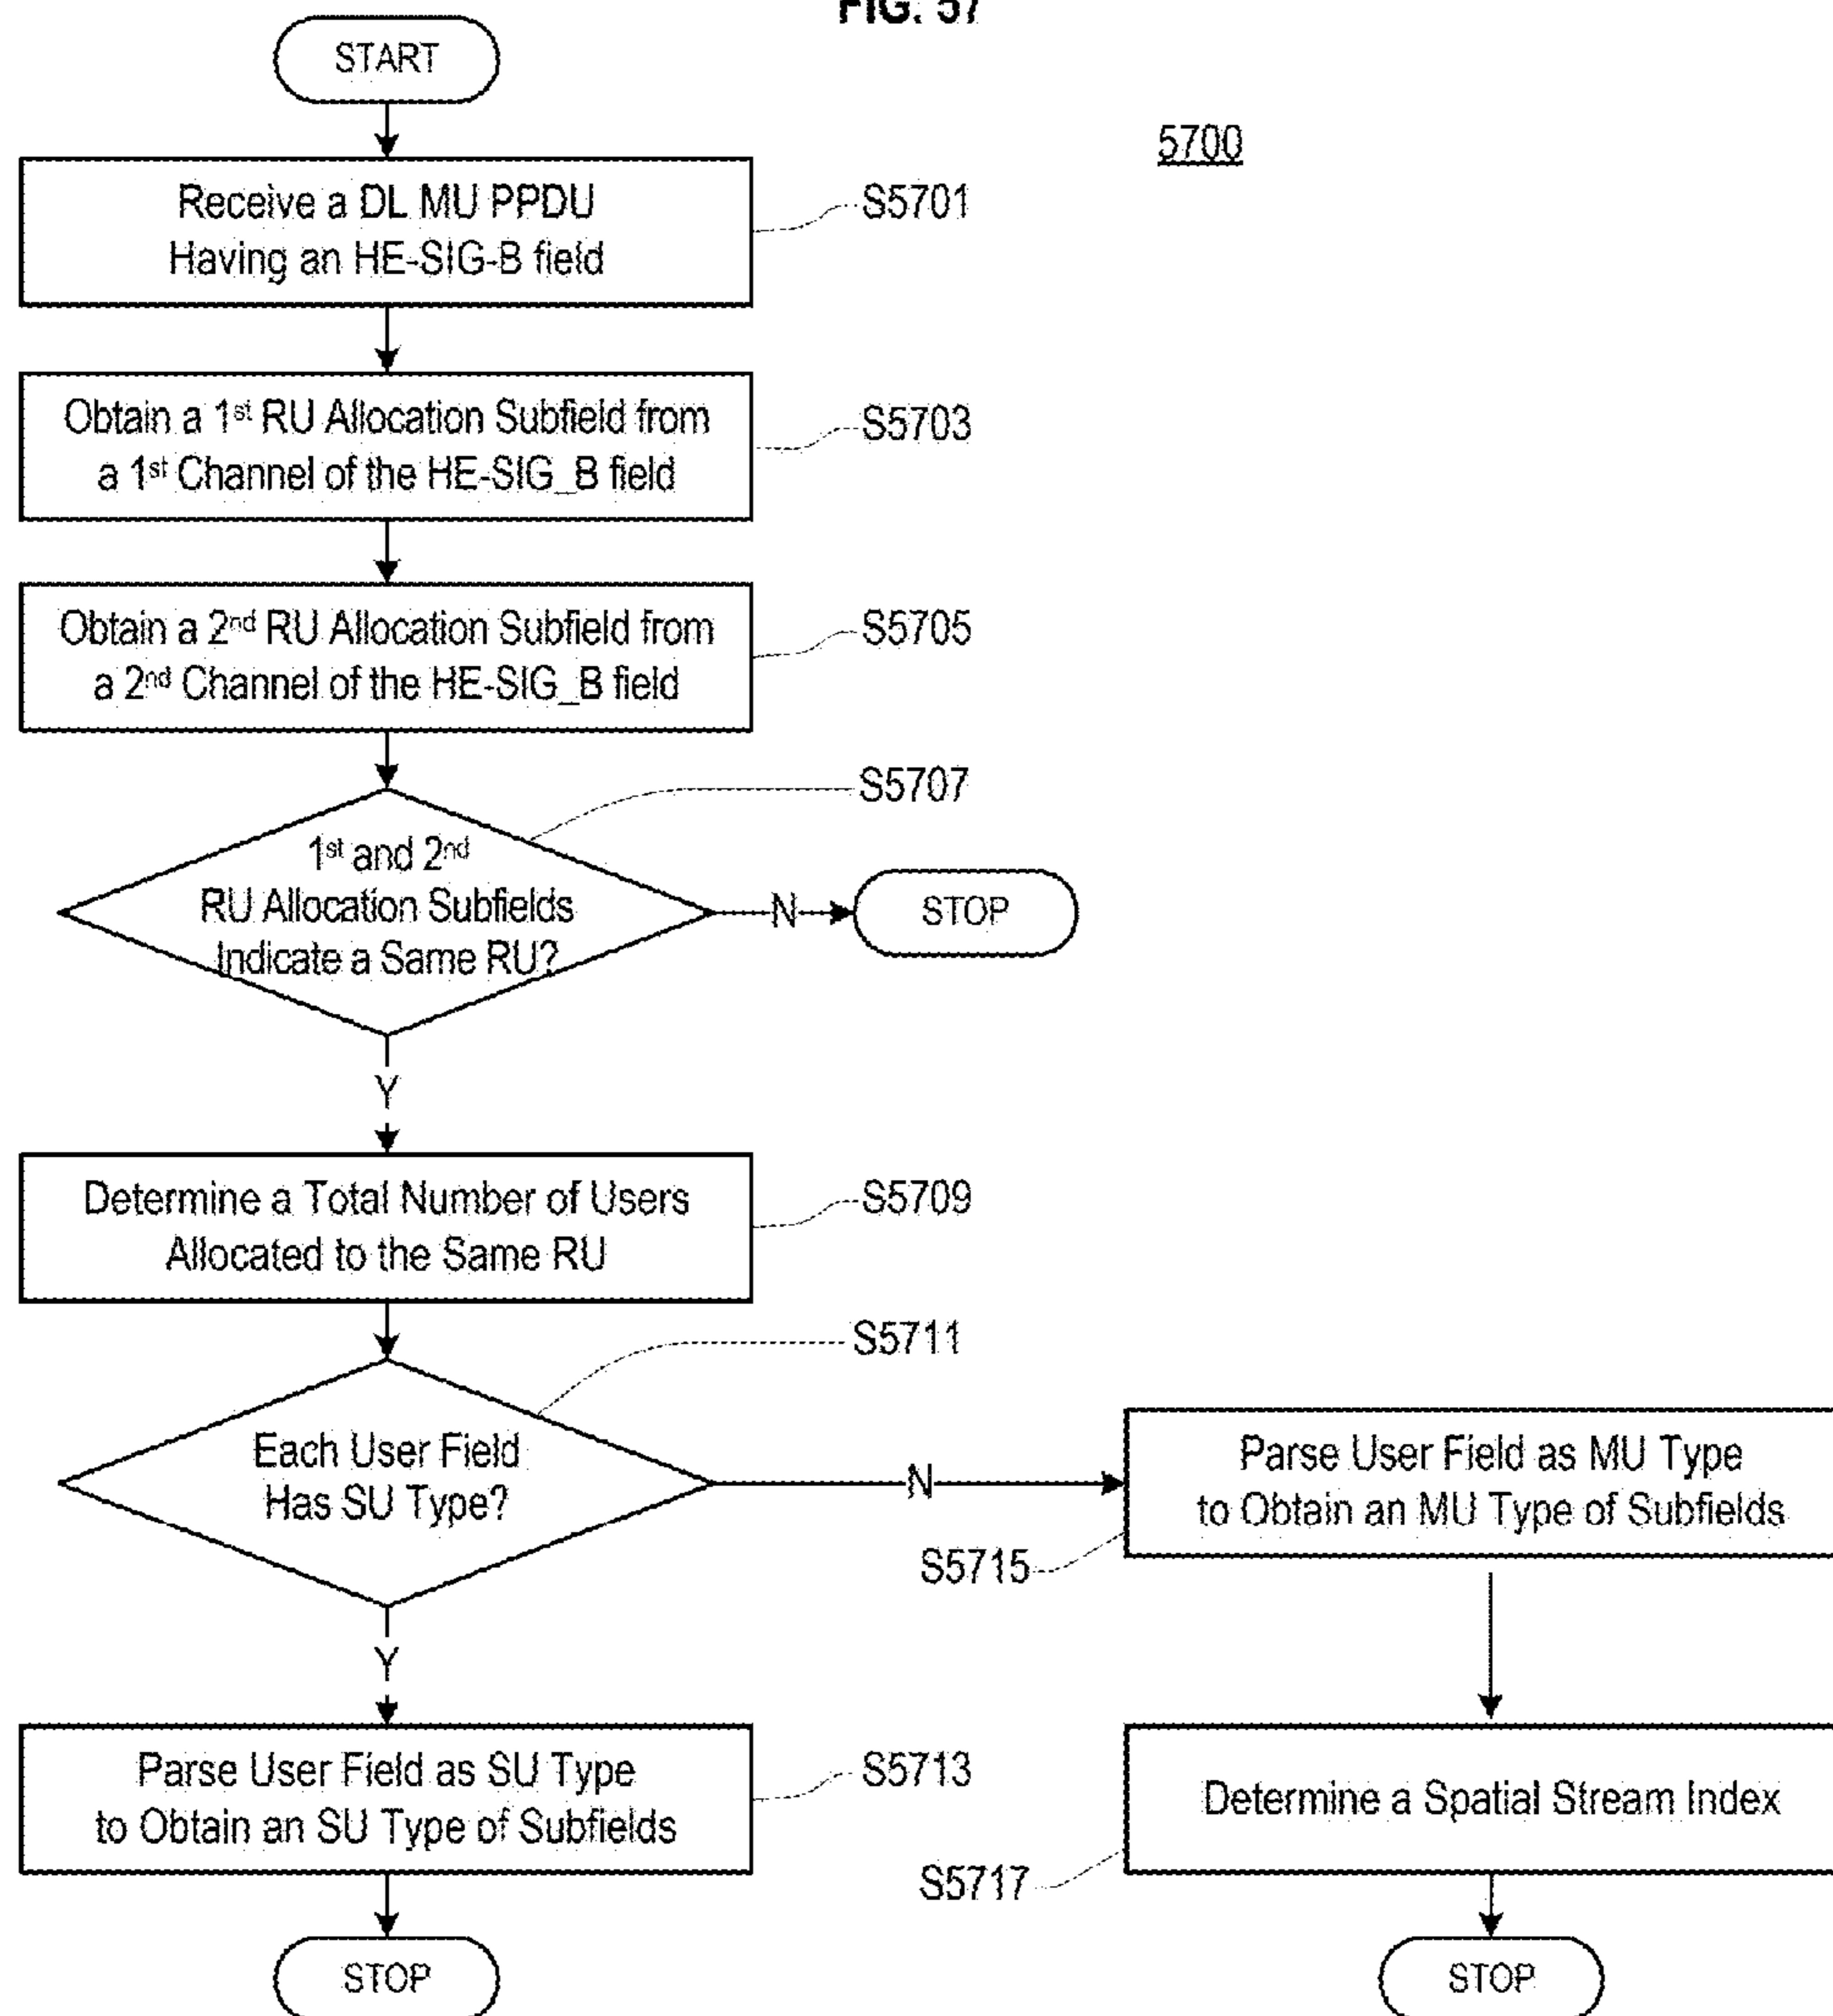 FIG. 57
START
5700
Receive a DL MU PPDU
Having an HE-SIG-B field
S5701
Obtain a 1st RU Allocation Subfield from
a 1st Channel of the HE-SIG_B field
S5703
Obtain a 2nd RU Allocation Subfield from
a 2nd Channel of the HE-SIG_B field
S5705
S5707
1st and 2nd
RU Allocation Subfields
Indicate a Same RU?
N
STOP
Y
Determine a Total Number of Users
Allocated to the Same RU
S5709
S5711
Each User Field
Has SU Type?
N
Parse User Field as MU Type
to Obtain an MU Type of Subfields
S5715
Y
Parse User Field as SU Type
to Obtain an SU Type of Subfields
S5713
Determine a Spatial Stream Index
S5717
STOP
STOP